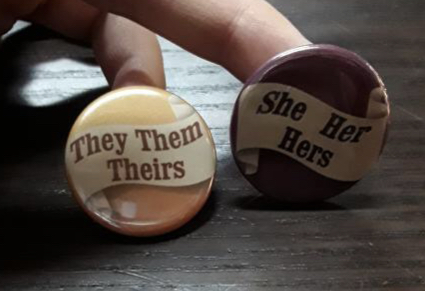 They Them
Theirs
She Her
Hers